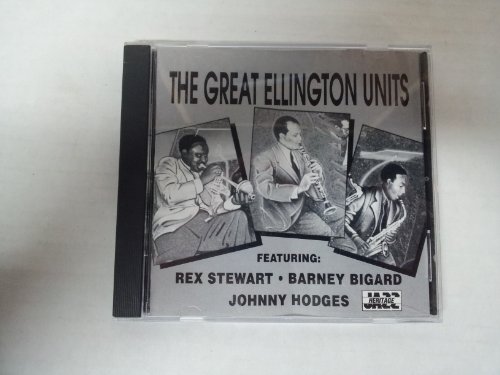 THE GREAT ELLINGTON UNITS
FEATURING:
REX STEWART • BARNEY BIGARD
JOHNNY HODGES
JAZZ
HERITAGE